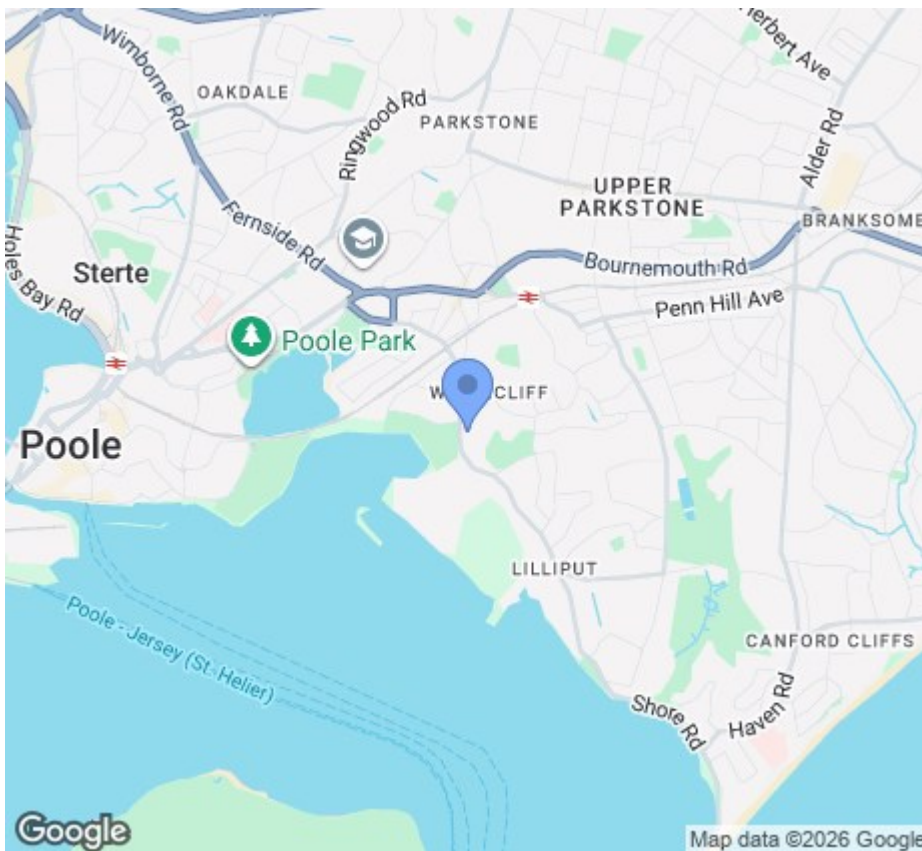 Herbert Ave
Wimborne Rd
OAKDALE
Ringwood Rd
PARKSTONE
Alder Rd
UPPER
PARKSTONE
BRANKSOME
Fernside Rd
Holes Bay Rd
Sterte
Bournemouth Rd
Penn Hill Ave
Poole Park
CLIFF
Poole
LILLIPUT
Poole - Jersey (St. Helier)
CANFORD CLIFFS
Shore Rd
Haven Rd
Google
Map data ©2026 Google